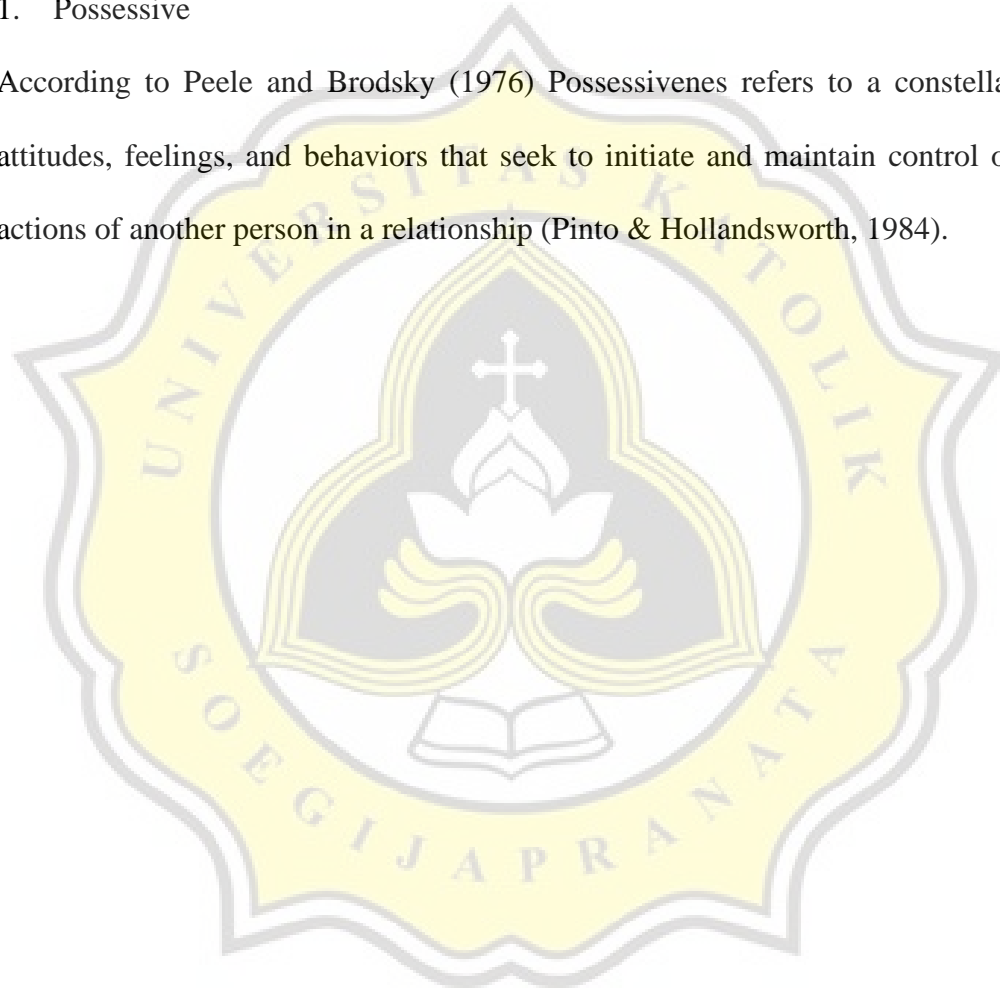 1. Possessive
According to Peele and Brodsky (1976) Possessivenes refers to a
attitudes, feelings, and behaviors that seek to initiate and maintain control
actions of another person in a relationship (Pinto & Hollandsworth, 1984).
UNIVERSITAS KATOLIK
SOEGIJAPRANATA